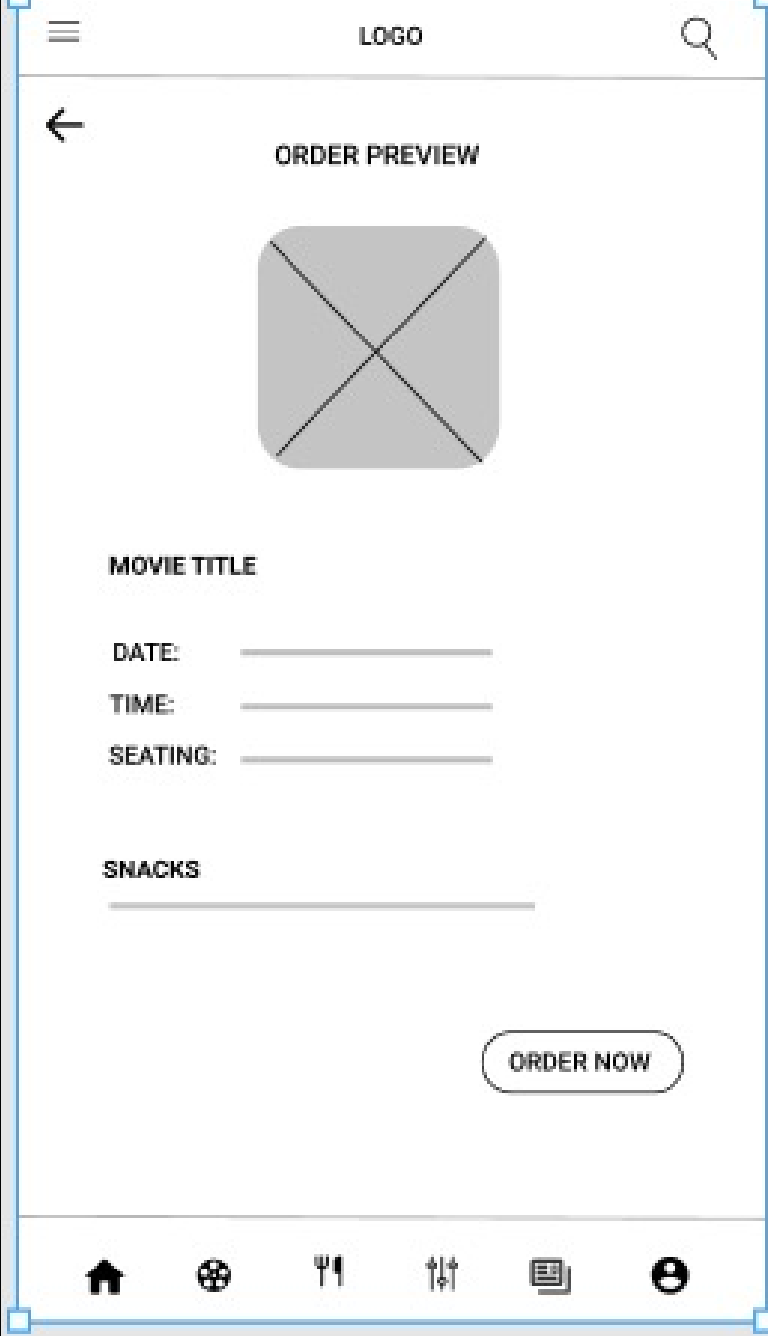 LOGO
ORDER PREVIEW
MOVIE TITLE
DATE:
TIME:
SEATING:
SNACKS
ORDER NOW